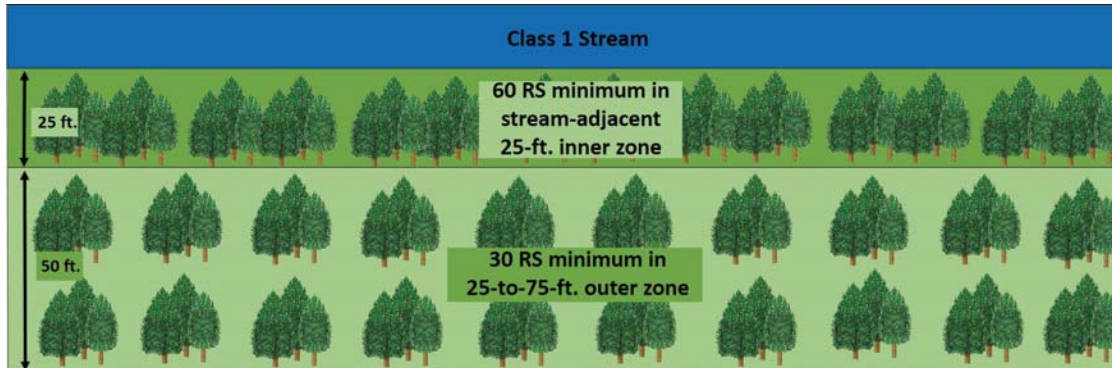 Class 1 Stream
25 ft.
60 RS minimum in
stream-adjacent
25-ft. inner zone
50 ft.
30 RS minimum in
25-to-75-ft. outer zone